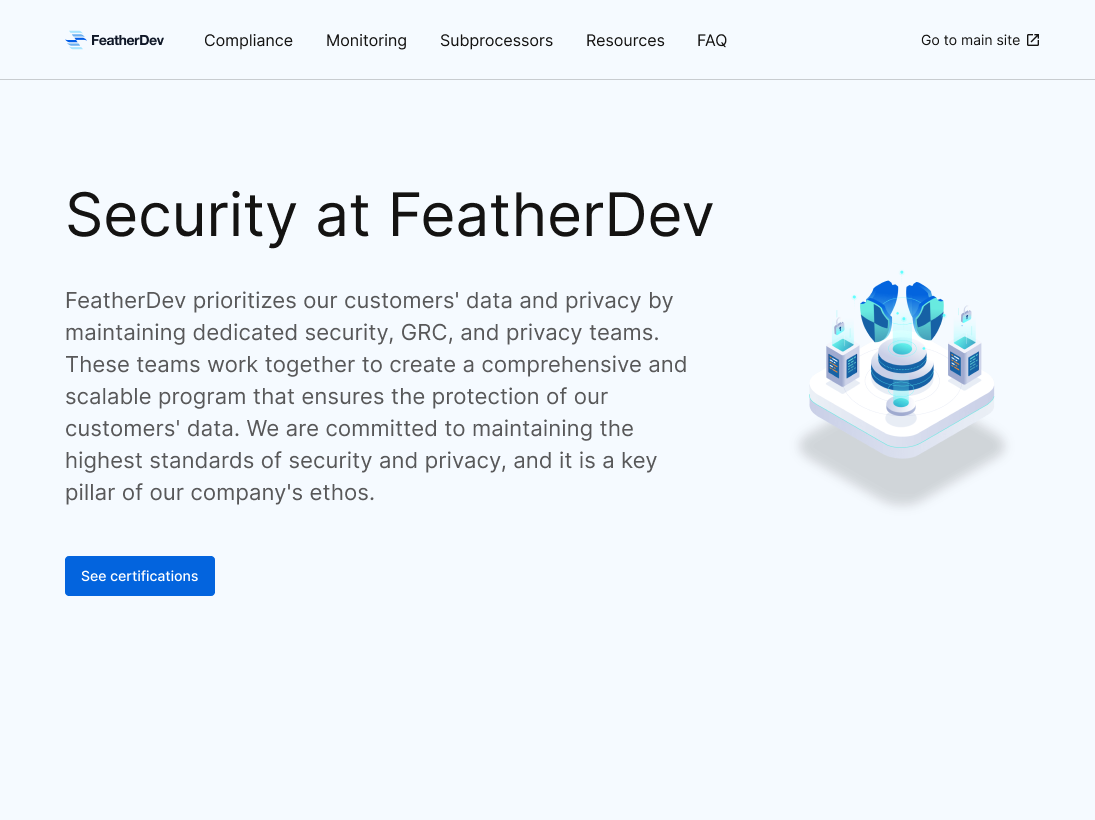 FeatherDev
Compliance
Monitoring
Subprocessors
Resources
FAQ
Go to main site
Security at FeatherDev
FeatherDev prioritizes our customers' data and privacy by
maintaining dedicated security, GRC, and privacy teams.
These teams work together to create a comprehensive and
scalable program that ensures the protection of our
customers' data. We are committed to maintaining the
highest standards of security and privacy, and it is a key
pillar of our company's ethos.
See certifications